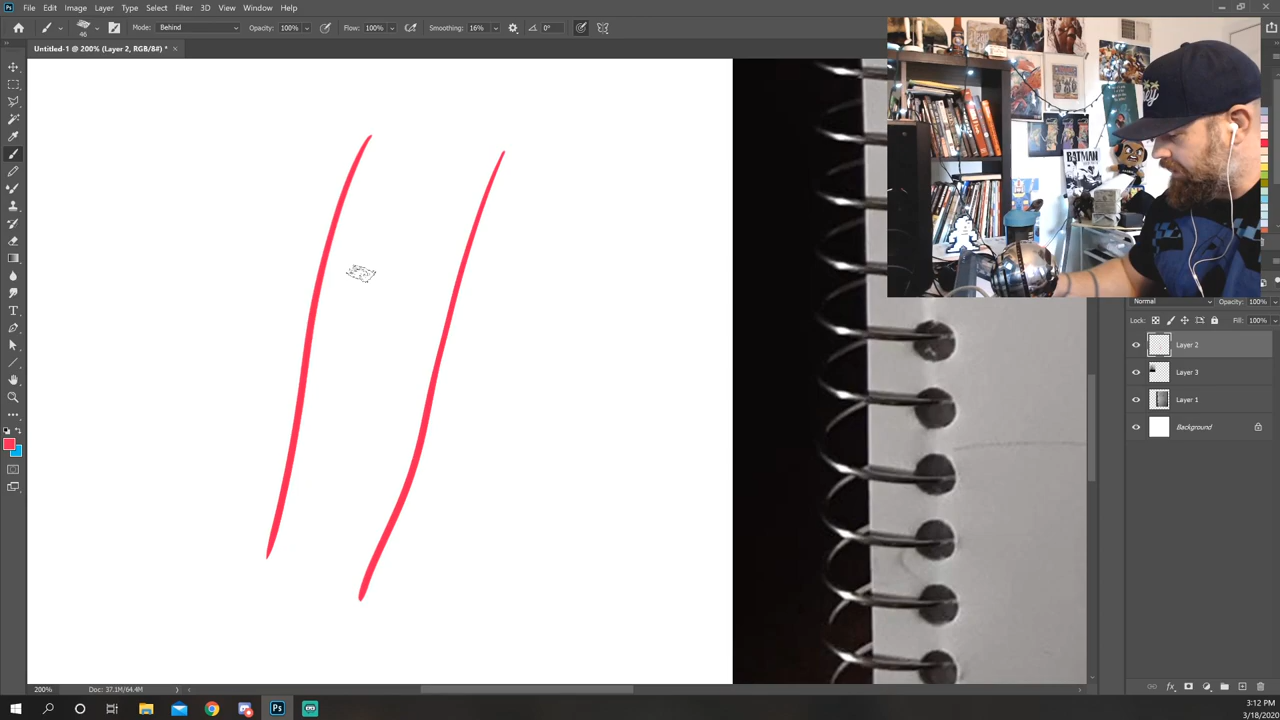 File Edit Image Layer Type Select Filter 3D View Window Help
Mode: Behind Opacity: 100% Flow: 100% Smoothing: 16% 0°
Untitled-1 @ 200% (Layer 2, RGB/8#) * ×
46
BATMAN
Normal Opacity: 100%
Lock: Fill: 100%
Layer 2
Layer 3
Layer 1
Background
200% Doc: 37.1M/64.4M
3:12 PM
3/18/2020